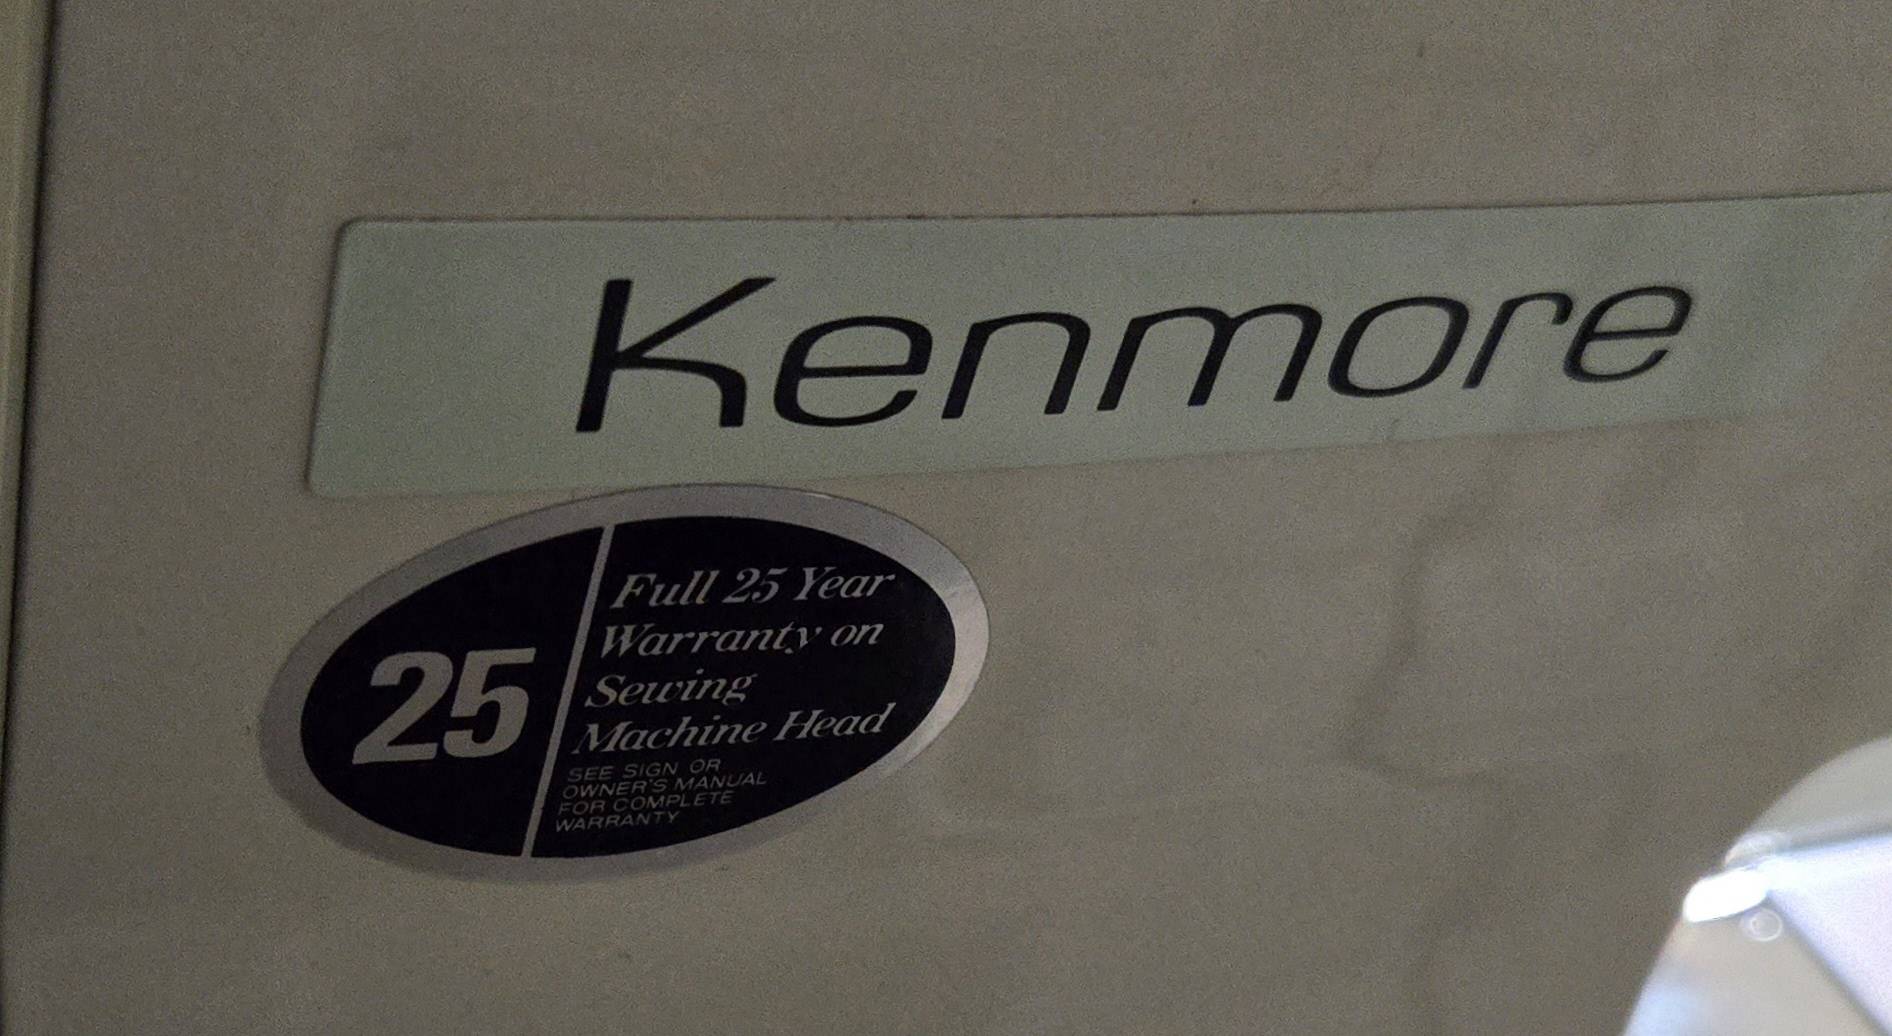 Kenmore
25
Full 25 Year
Warranty on
Sewing
Machine Head
SEE SIGN OR
OWNER'S MANUAL
FOR COMPLETE
WARRANTY